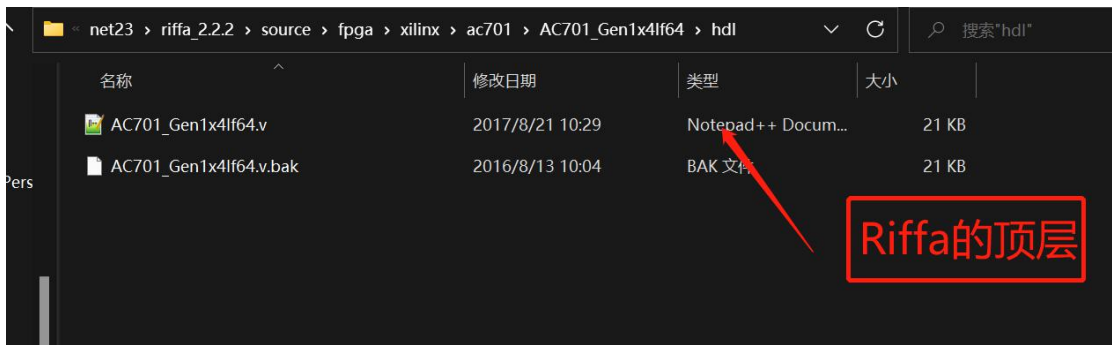 « net23 › riffa_2.2.2 › source › fpga › xilinx › ac701 › AC701_Gen1x4If64 › hdl 搜索"hdl"
名称 修改日期 类型 大小
AC701_Gen1x4If64.v 2017/8/21 10:29 Notepad++ Docum... 21 KB
AC701_Gen1x4If64.v.bak 2016/8/13 10:04 BAK 文件 21 KB
Pers
Riffa的顶层